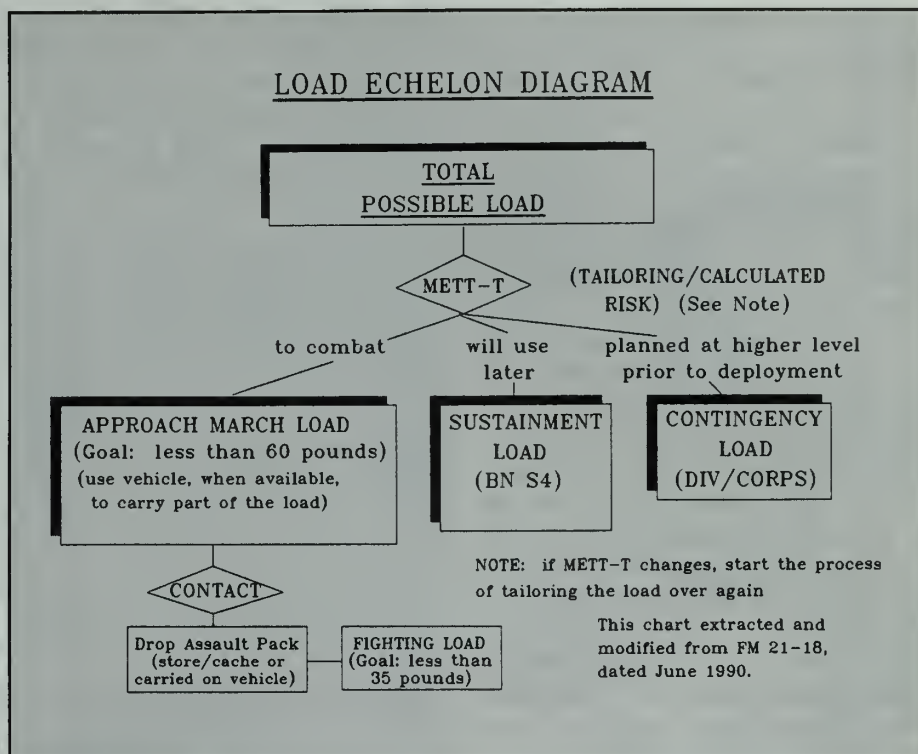 LOAD ECHELON DIAGRAM
TOTAL
POSSIBLE LOAD
METT-T
(TAILORING/CALCULATED
RISK) (See Note)
to combat
will use
later
planned at higher level
prior to deployment
APPROACH MARCH LOAD
(Goal: less than 60 pounds)
(use vehicle, when available,
to carry part of the load)
SUSTAINMENT
LOAD
(BN S4)
CONTINGENCY
LOAD
(DIV/CORPS)
CONTACT
Drop Assault Pack
(store/cache or
carried on vehicle)
FIGHTING LOAD
(Goal: less than
35 pounds)
NOTE: if METT-T changes, start the process
of tailoring the load over again
This chart extracted and
modified from FM 21-18,
dated June 1990.